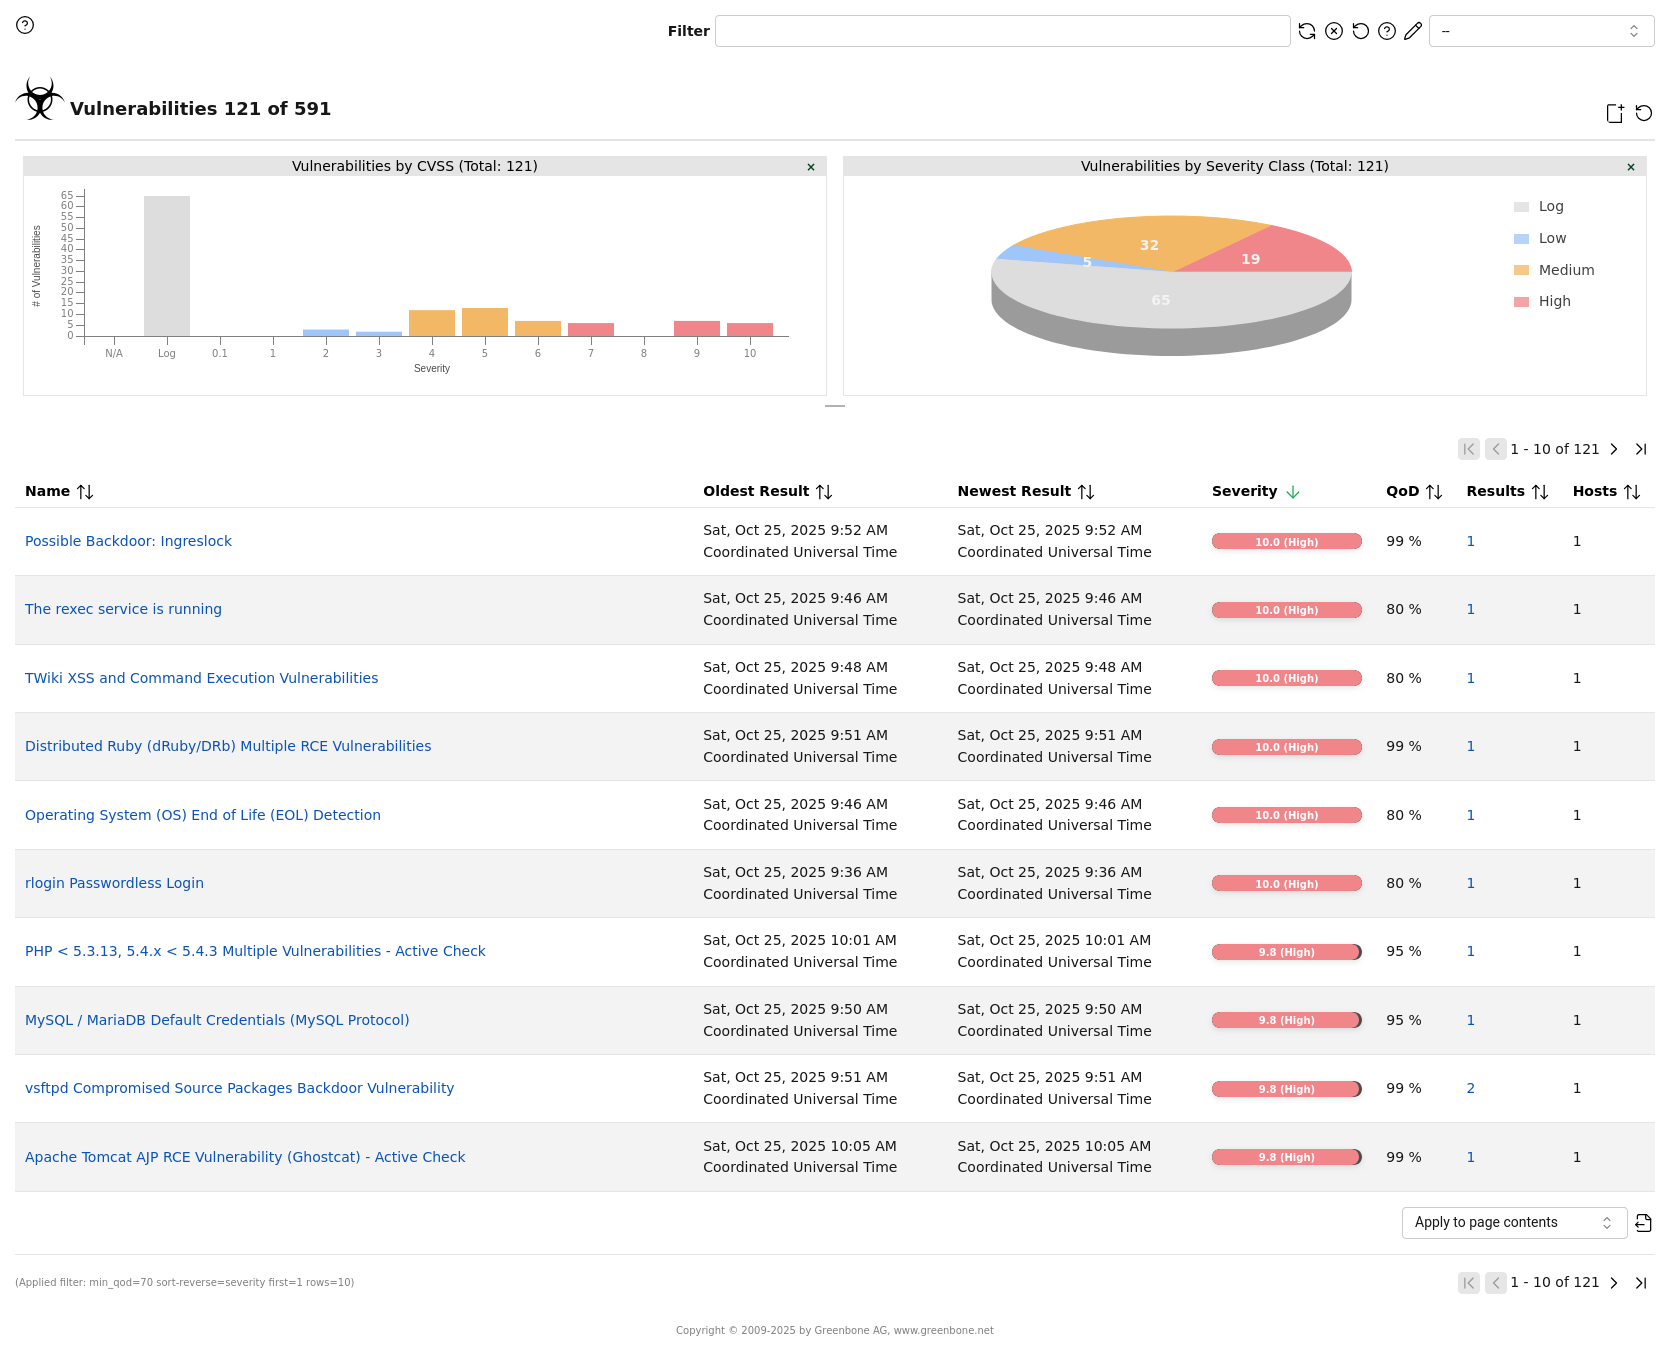 Filter
--
Vulnerabilities 121 of 591
Vulnerabilities by CVSS (Total: 121) ×
# of Vulnerabilities
65
60
55
50
45
40
35
30
25
20
15
10
5
0
N/A Log 0.1 1 2 3 4 5 6 7 8 9 10
Severity
Vulnerabilities by Severity Class (Total: 121) ×
32
19
5
65
Log
Low
Medium
High
1 - 10 of 121
Name Oldest Result Newest Result Severity QoD Results Hosts
Possible Backdoor: Ingreslock Sat, Oct 25, 2025 9:52 AM Sat, Oct 25, 2025 9:52 AM 10.0 (High) 99 % 1 1
Coordinated Universal Time Coordinated Universal Time
The rexec service is running Sat, Oct 25, 2025 9:46 AM Sat, Oct 25, 2025 9:46 AM 10.0 (High) 80 % 1 1
Coordinated Universal Time Coordinated Universal Time
TWiki XSS and Command Execution Vulnerabilities Sat, Oct 25, 2025 9:48 AM Sat, Oct 25, 2025 9:48 AM 10.0 (High) 80 % 1 1
Coordinated Universal Time Coordinated Universal Time
Distributed Ruby (dRuby/DRb) Multiple RCE Vulnerabilities Sat, Oct 25, 2025 9:51 AM Sat, Oct 25, 2025 9:51 AM 10.0 (High) 99 % 1 1
Coordinated Universal Time Coordinated Universal Time
Operating System (OS) End of Life (EOL) Detection Sat, Oct 25, 2025 9:46 AM Sat, Oct 25, 2025 9:46 AM 10.0 (High) 80 % 1 1
Coordinated Universal Time Coordinated Universal Time
rlogin Passwordless Login Sat, Oct 25, 2025 9:36 AM Sat, Oct 25, 2025 9:36 AM 10.0 (High) 80 % 1 1
Coordinated Universal Time Coordinated Universal Time
PHP < 5.3.13, 5.4.x < 5.4.3 Multiple Vulnerabilities - Active Check Sat, Oct 25, 2025 10:01 AM Sat, Oct 25, 2025 10:01 AM 9.8 (High) 95 % 1 1
Coordinated Universal Time Coordinated Universal Time
MySQL / MariaDB Default Credentials (MySQL Protocol) Sat, Oct 25, 2025 9:50 AM Sat, Oct 25, 2025 9:50 AM 9.8 (High) 95 % 1 1
Coordinated Universal Time Coordinated Universal Time
vsftpd Compromised Source Packages Backdoor Vulnerability Sat, Oct 25, 2025 9:51 AM Sat, Oct 25, 2025 9:51 AM 9.8 (High) 99 % 2 1
Coordinated Universal Time Coordinated Universal Time
Apache Tomcat AJP RCE Vulnerability (Ghostcat) - Active Check Sat, Oct 25, 2025 10:05 AM Sat, Oct 25, 2025 10:05 AM 9.8 (High) 99 % 1 1
Coordinated Universal Time Coordinated Universal Time
Apply to page contents
(Applied filter: min_qod=70 sort-reverse=severity first=1 rows=10) 1 - 10 of 121
Copyright © 2009-2025 by Greenbone AG, www.greenbone.net